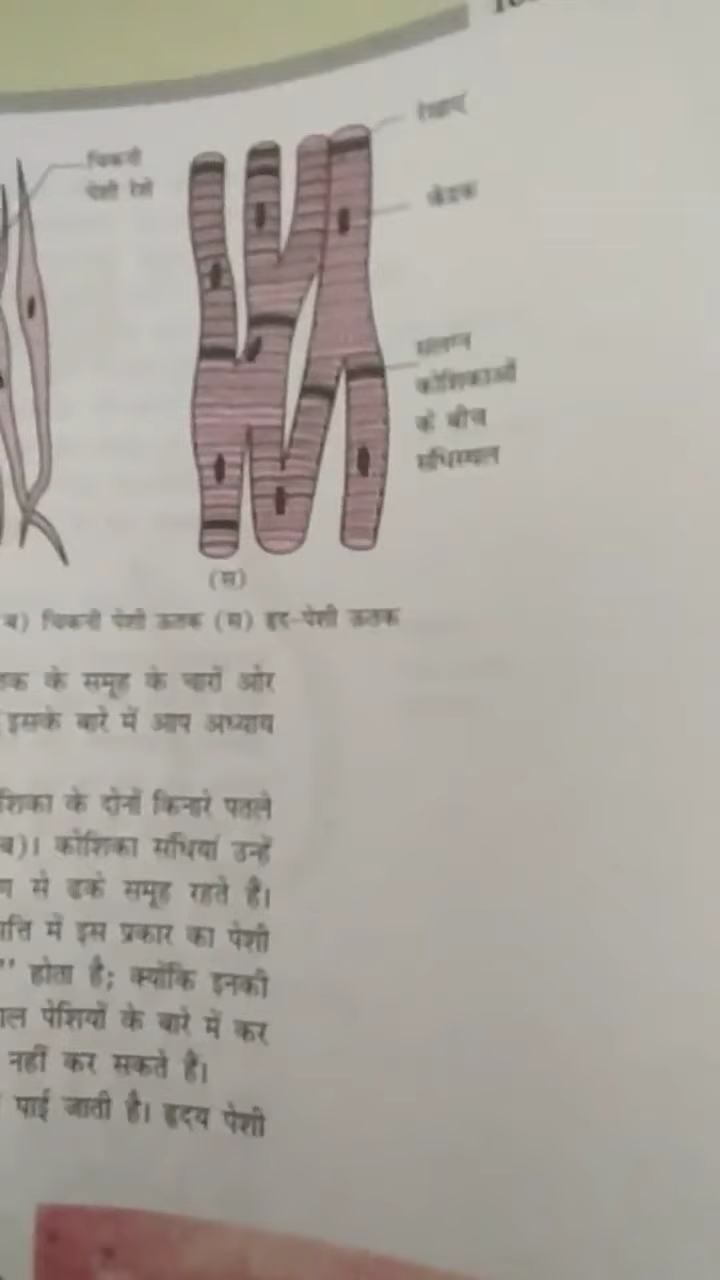 चिकनी
पेशी रेशे
रेखाएं
केंद्रक
संलग्न
कोशिकाओं
के बीच
संधिस्थल
(स)
ब) चिकनी पेशी ऊतक (स) हृद-पेशी ऊतक
के समूह के चारों ओर
इसके बारे में आप अध्याय
शिका के दोनों किनारे पतले
ब)। कोशिका संधियां उन्हें
ण से ढके समूह रहते हैं।
में इस प्रकार का पेशी
" होता है; क्योंकि इनकी
पेशियों के बारे में कर
नहीं कर सकते हैं।
पाई जाती है। हृदय पेशी